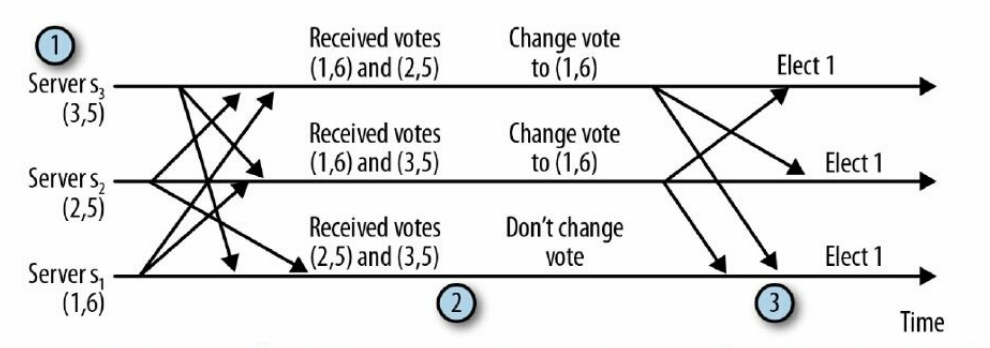 1
Received votes
(1,6) and (2,5)
Change vote
to (1,6)
Elect 1
Server s3
(3,5)
Received votes
(1,6) and (3,5)
Change vote
to (1,6)
Elect 1
Server s2
(2,5)
Received votes
(2,5) and (3,5)
Don't change
vote
Elect 1
Server s1
(1,6)
2
3
Time